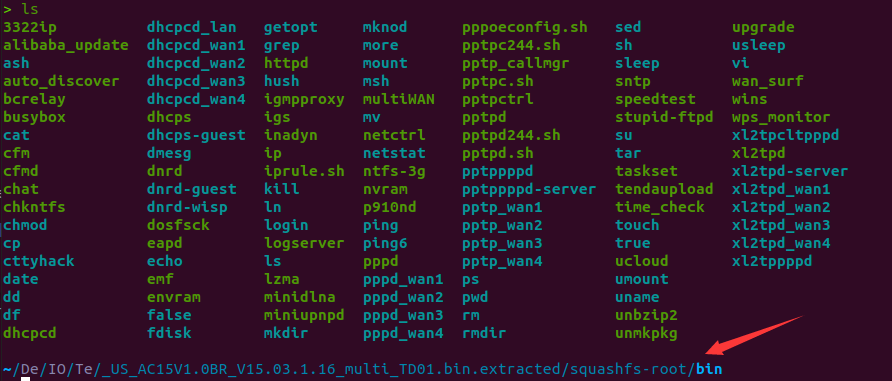 > ls
3322ip dhcpcd_lan getopt mknod pppoeconfig.sh sed upgrade
alibaba_update dhcpcd_wan1 grep more pptpc244.sh sh usleep
ash dhcpcd_wan2 httpd mount pptp_callmgr sleep vi
auto_discover dhcpcd_wan3 hush msh pptpc.sh sntp wan_surf
bcrelay dhcpcd_wan4 igmpproxy multiWAN pptpctrl speedtest wins
busybox dhcps igs mv pptpd stupid-ftpd wps_monitor
cat dhcps-guest inadyn netctrl pptpd244.sh su xl2tpcltpppd
cfm dmesg ip netstat pptpd.sh tar xl2tpd
cfmd dnrd iprule.sh ntfs-3g pptppppd taskset xl2tpd-server
chat dnrd-guest kill nvram pptppppd-server tendaupload xl2tpd_wan1
chkntfs dnrd-wisp ln p910nd pptp_wan1 time_check xl2tpd_wan2
chmod dosfsck login ping pptp_wan2 touch xl2tpd_wan3
cp eapd logserver ping6 pptp_wan3 true xl2tpd_wan4
cttyhack echo ls pppd pptp_wan4 ucloud xl2tppppd
date emf lzma pppd_wan1 ps umount
dd envram minidlna pppd_wan2 pwd uname
df false miniupnpd pppd_wan3 rm unbzip2
dhcpcd fdisk mkdir pppd_wan4 rmdir unmkpkg
~/De/IO/Te/_US_AC15V1.0BR_V15.03.1.16_multi_TD01.bin.extracted/squashfs-root/bin